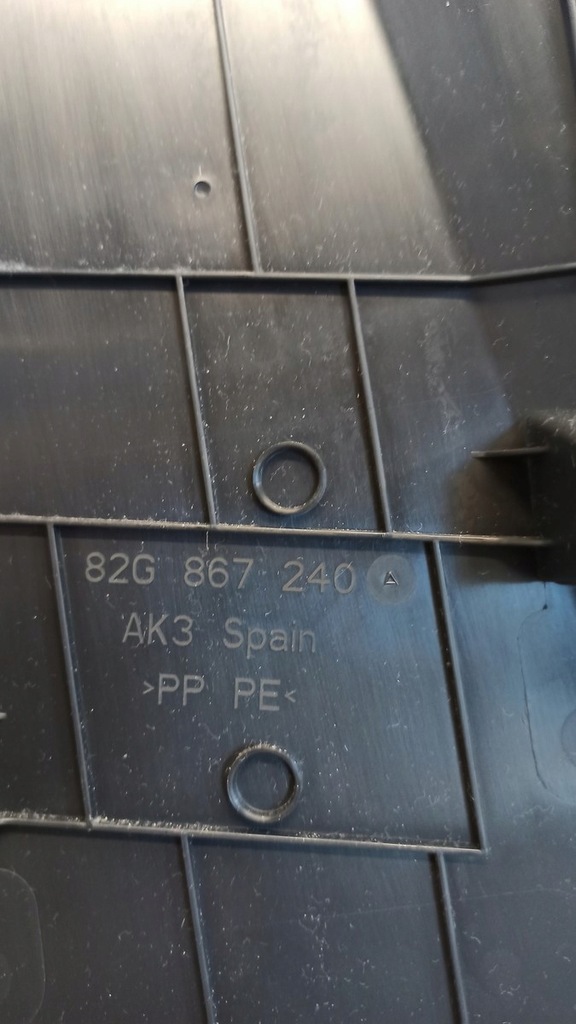 82G 867 240 A
AK3 Spain
>PP PE<